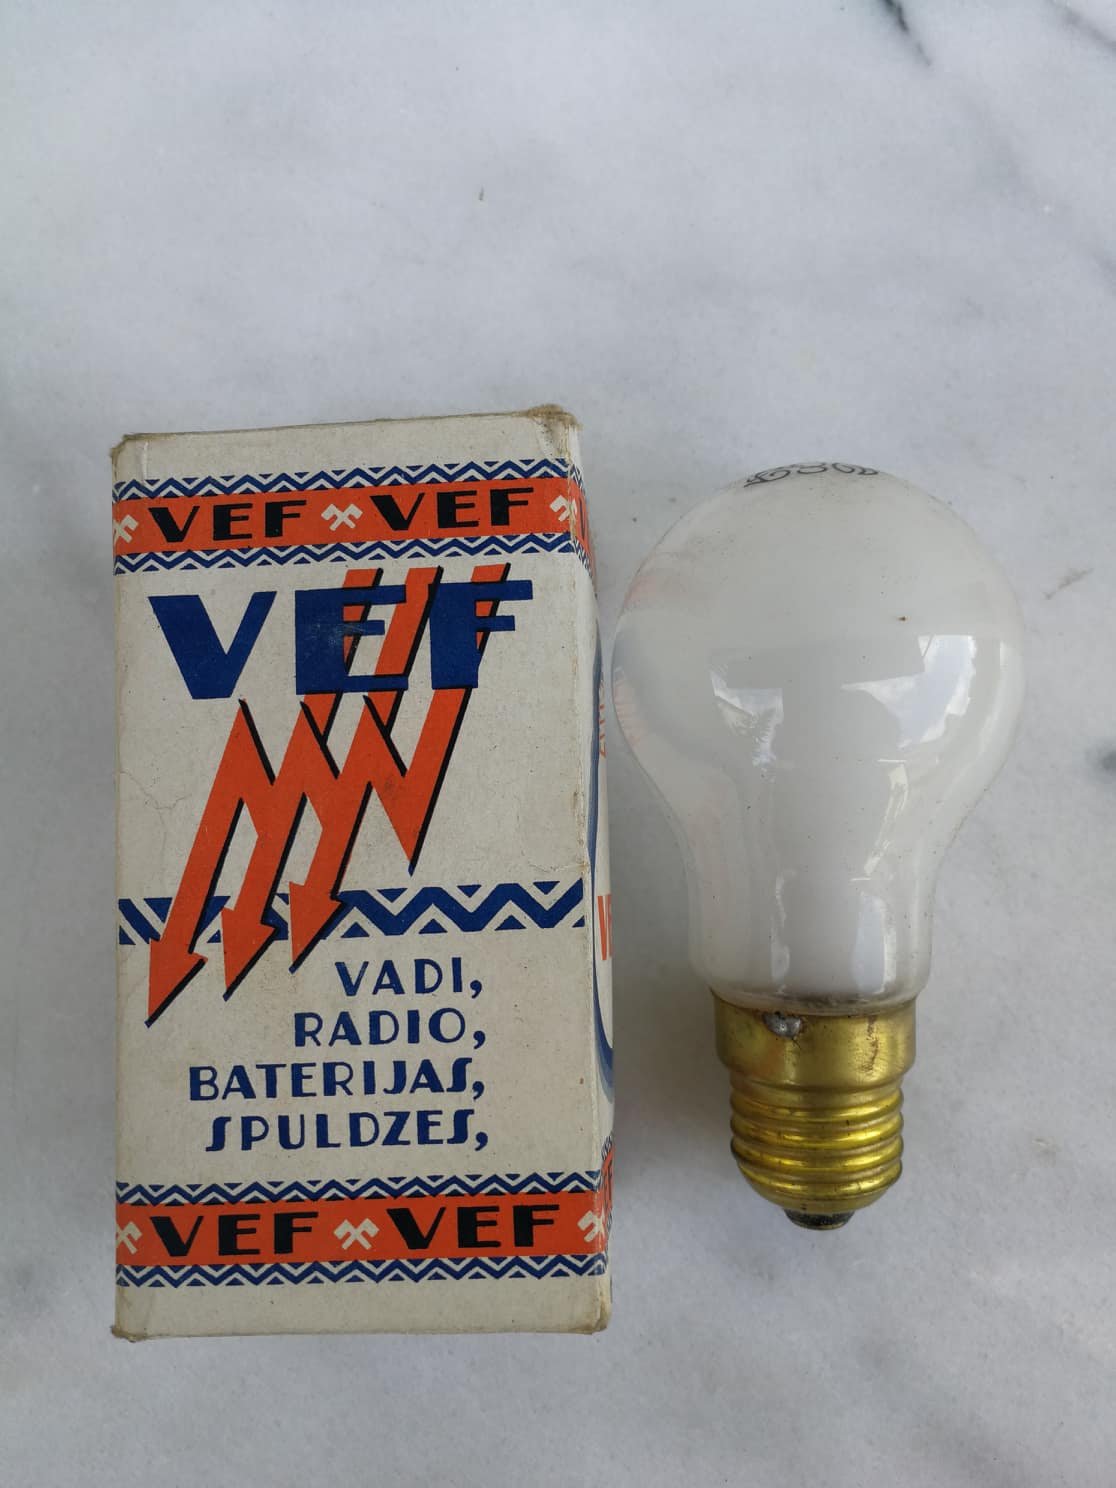 VEF VEF
VEF
VADI,
RADIO,
BATERIJAS,
SPULDZES,
VEF VEF